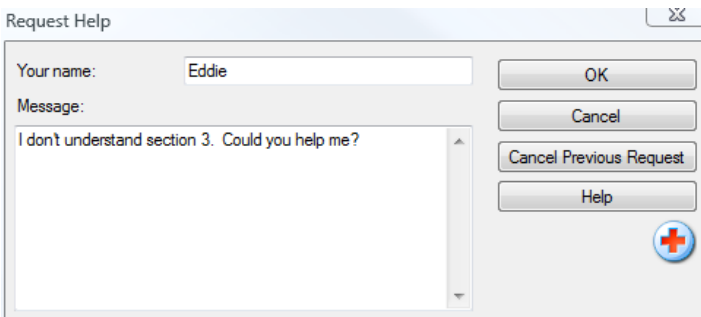 Request Help
Your name: Eddie
OK
Message:
Cancel
I don't understand section 3.  Could you help me?
Cancel Previous Request
Help